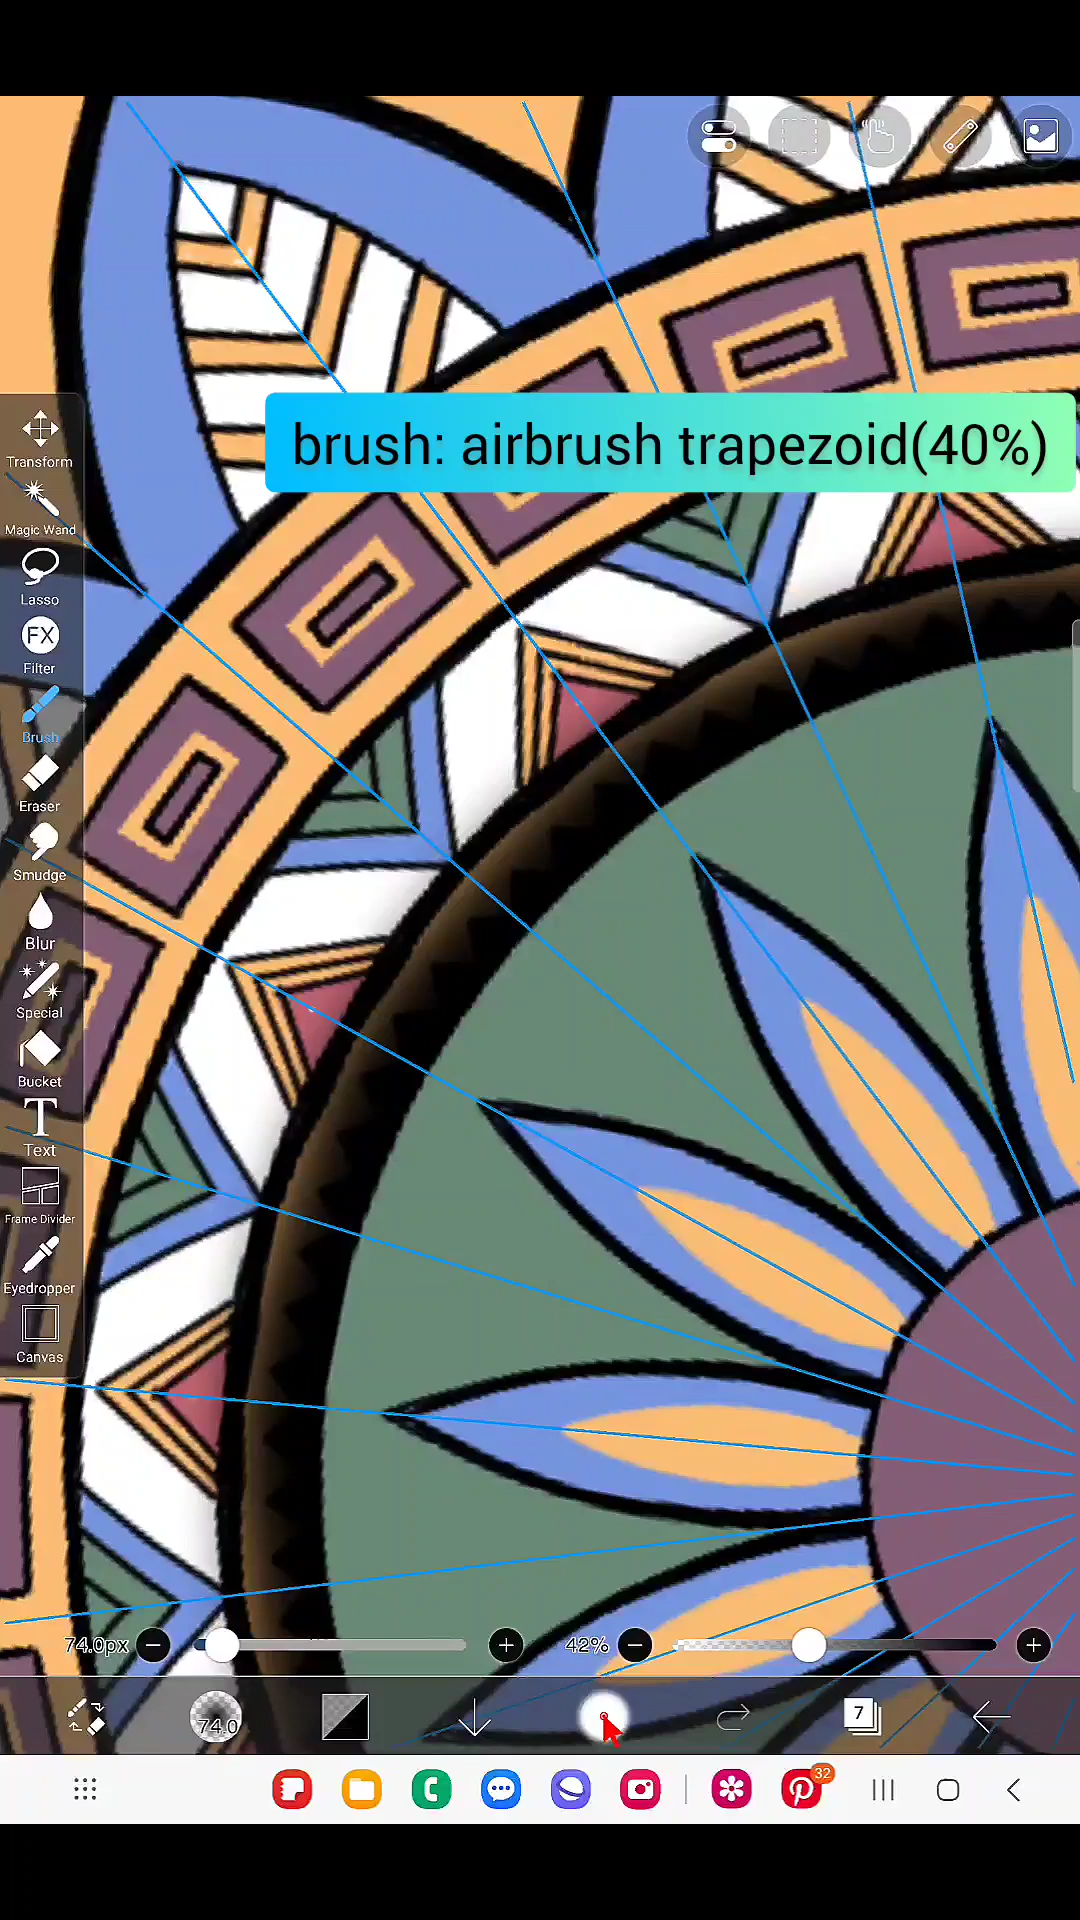 brush: airbrush trapezoid(40%)
Transform
Magic Wand
Lasso
FX
Filter
Brush
Eraser
Smudge
Blur
Special
Bucket
T
Text
Frame Divider
Eyedropper
Canvas
74.0px
42%
74.0
7
32